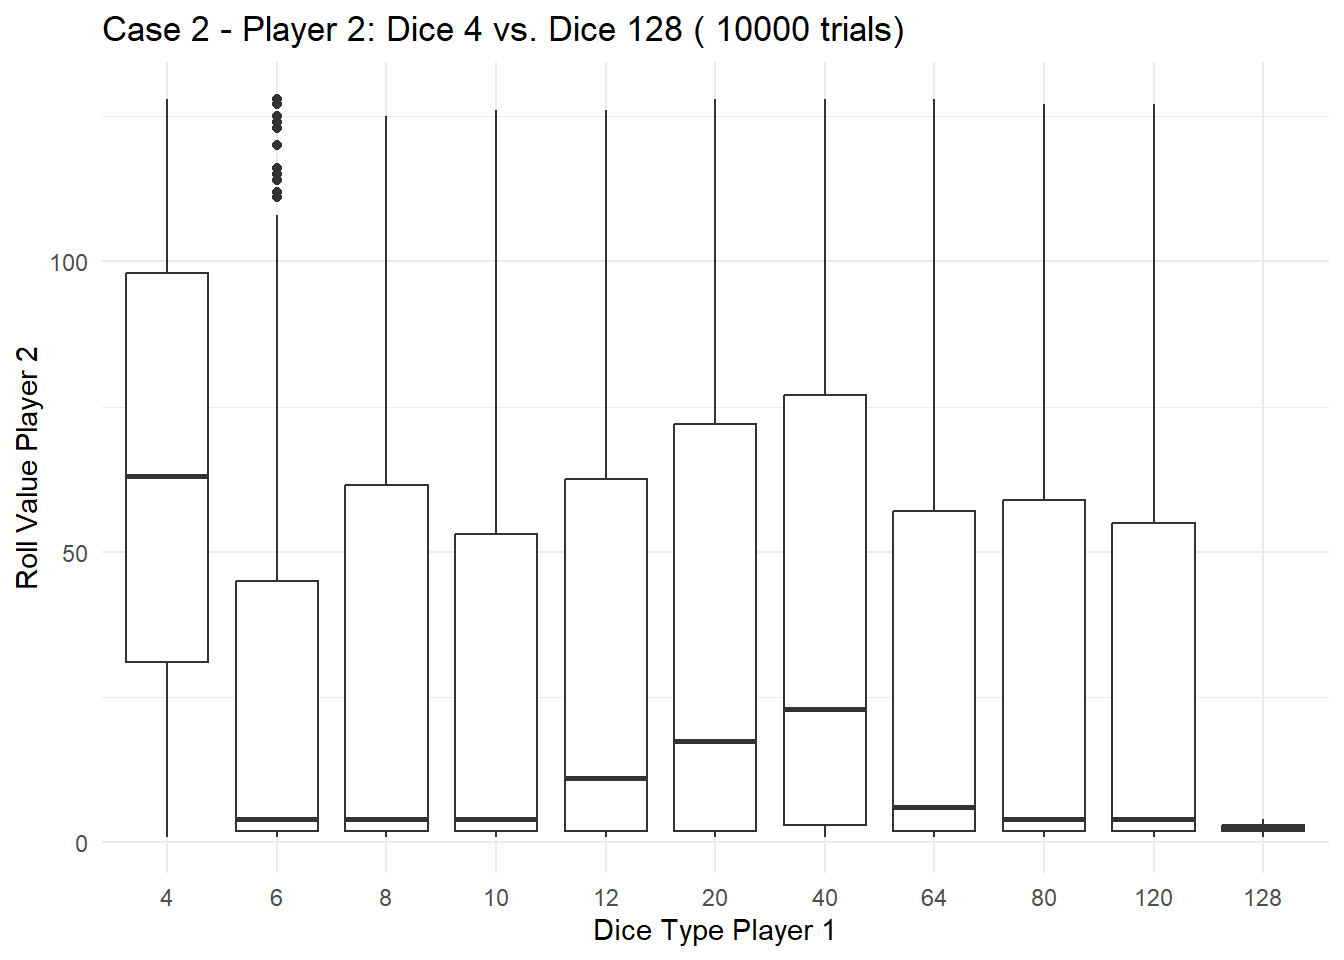 Case 2 - Player 2: Dice 4 vs. Dice 128 ( 10000 trials)
Roll Value Player 2
100
50
0
4 6 8 10 12 20 40 64 80 120 128
Dice Type Player 1